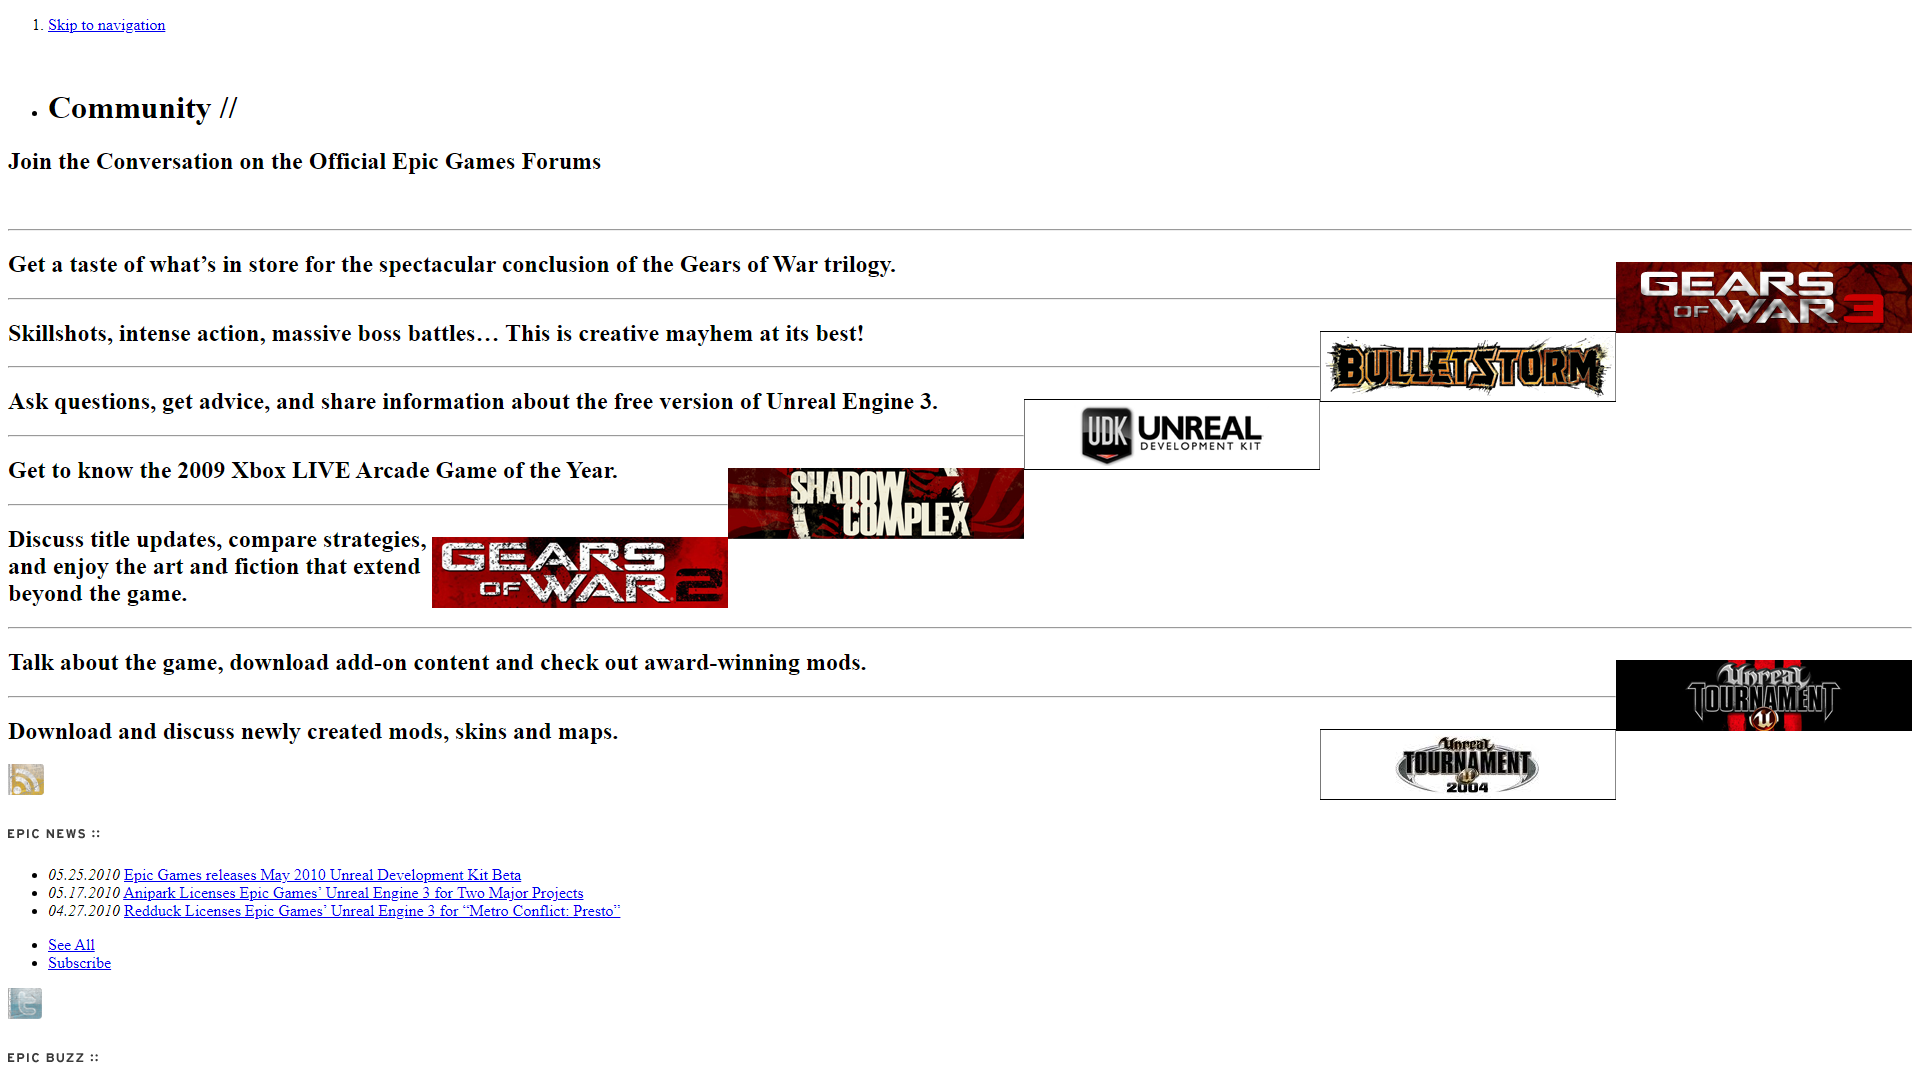 1. Skip to navigation
Community //
Join the Conversation on the Official Epic Games Forums
Get a taste of what’s in store for the spectacular conclusion of the Gears of War trilogy.
GEARS
OF WAR 3
Skillshots, intense action, massive boss battles… This is creative mayhem at its best!
BULLETSTORM
Ask questions, get advice, and share information about the free version of Unreal Engine 3.
UDK UNREAL
DEVELOPMENT KIT
Get to know the 2009 Xbox LIVE Arcade Game of the Year.
SHADOW
COMPLEX
Discuss title updates, compare strategies,
and enjoy the art and fiction that extend
beyond the game.
GEARS
OF WAR 2
Talk about the game, download add-on content and check out award-winning mods.
Unreal
TOURNAMENT
Download and discuss newly created mods, skins and maps.
Unreal
TOURNAMENT
2004
EPIC NEWS ::
05.25.2010 Epic Games releases May 2010 Unreal Development Kit Beta
05.17.2010 Anipark Licenses Epic Games’ Unreal Engine 3 for Two Major Projects
04.27.2010 Redduck Licenses Epic Games’ Unreal Engine 3 for “Metro Conflict: Presto”
See All
Subscribe
t
EPIC BUZZ ::